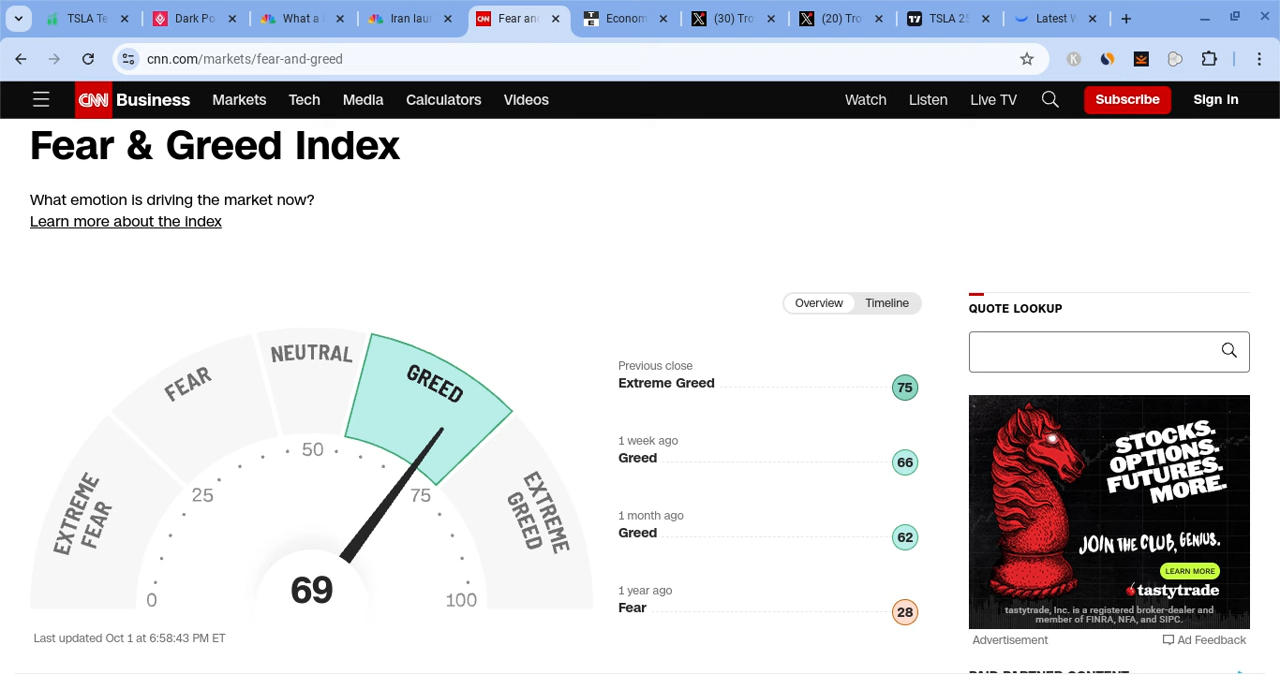 TSLA Te
Dark Po
What a
Iran lau
Fear and
Econom
(30) Tro
(20) Tro
TSLA 25
Latest W
cnn.com/markets/fear-and-greed
K
CNN Business
Markets
Tech
Media
Calculators
Videos
Watch
Listen
Live TV
Subscribe
Sign in
Fear & Greed Index
What emotion is driving the market now?
Learn more about the index
Overview
Timeline
EXTREME FEAR
FEAR
NEUTRAL
GREED
EXTREME GREED
0
25
50
75
100
69
Last updated Oct 1 at 6:58:43 PM ET
Previous close
Extreme Greed 75
1 week ago
Greed 66
1 month ago
Greed 62
1 year ago
Fear 28
QUOTE LOOKUP
STOCKS.
OPTIONS.
FUTURES.
MORE.
JOIN THE CLUB, GENIUS.
LEARN MORE
tastytrade
tastytrade, Inc. is a registered broker-dealer and
member of FINRA, NFA, and SIPC.
Advertisement
Ad Feedback
PAID PARTNER CONTENT